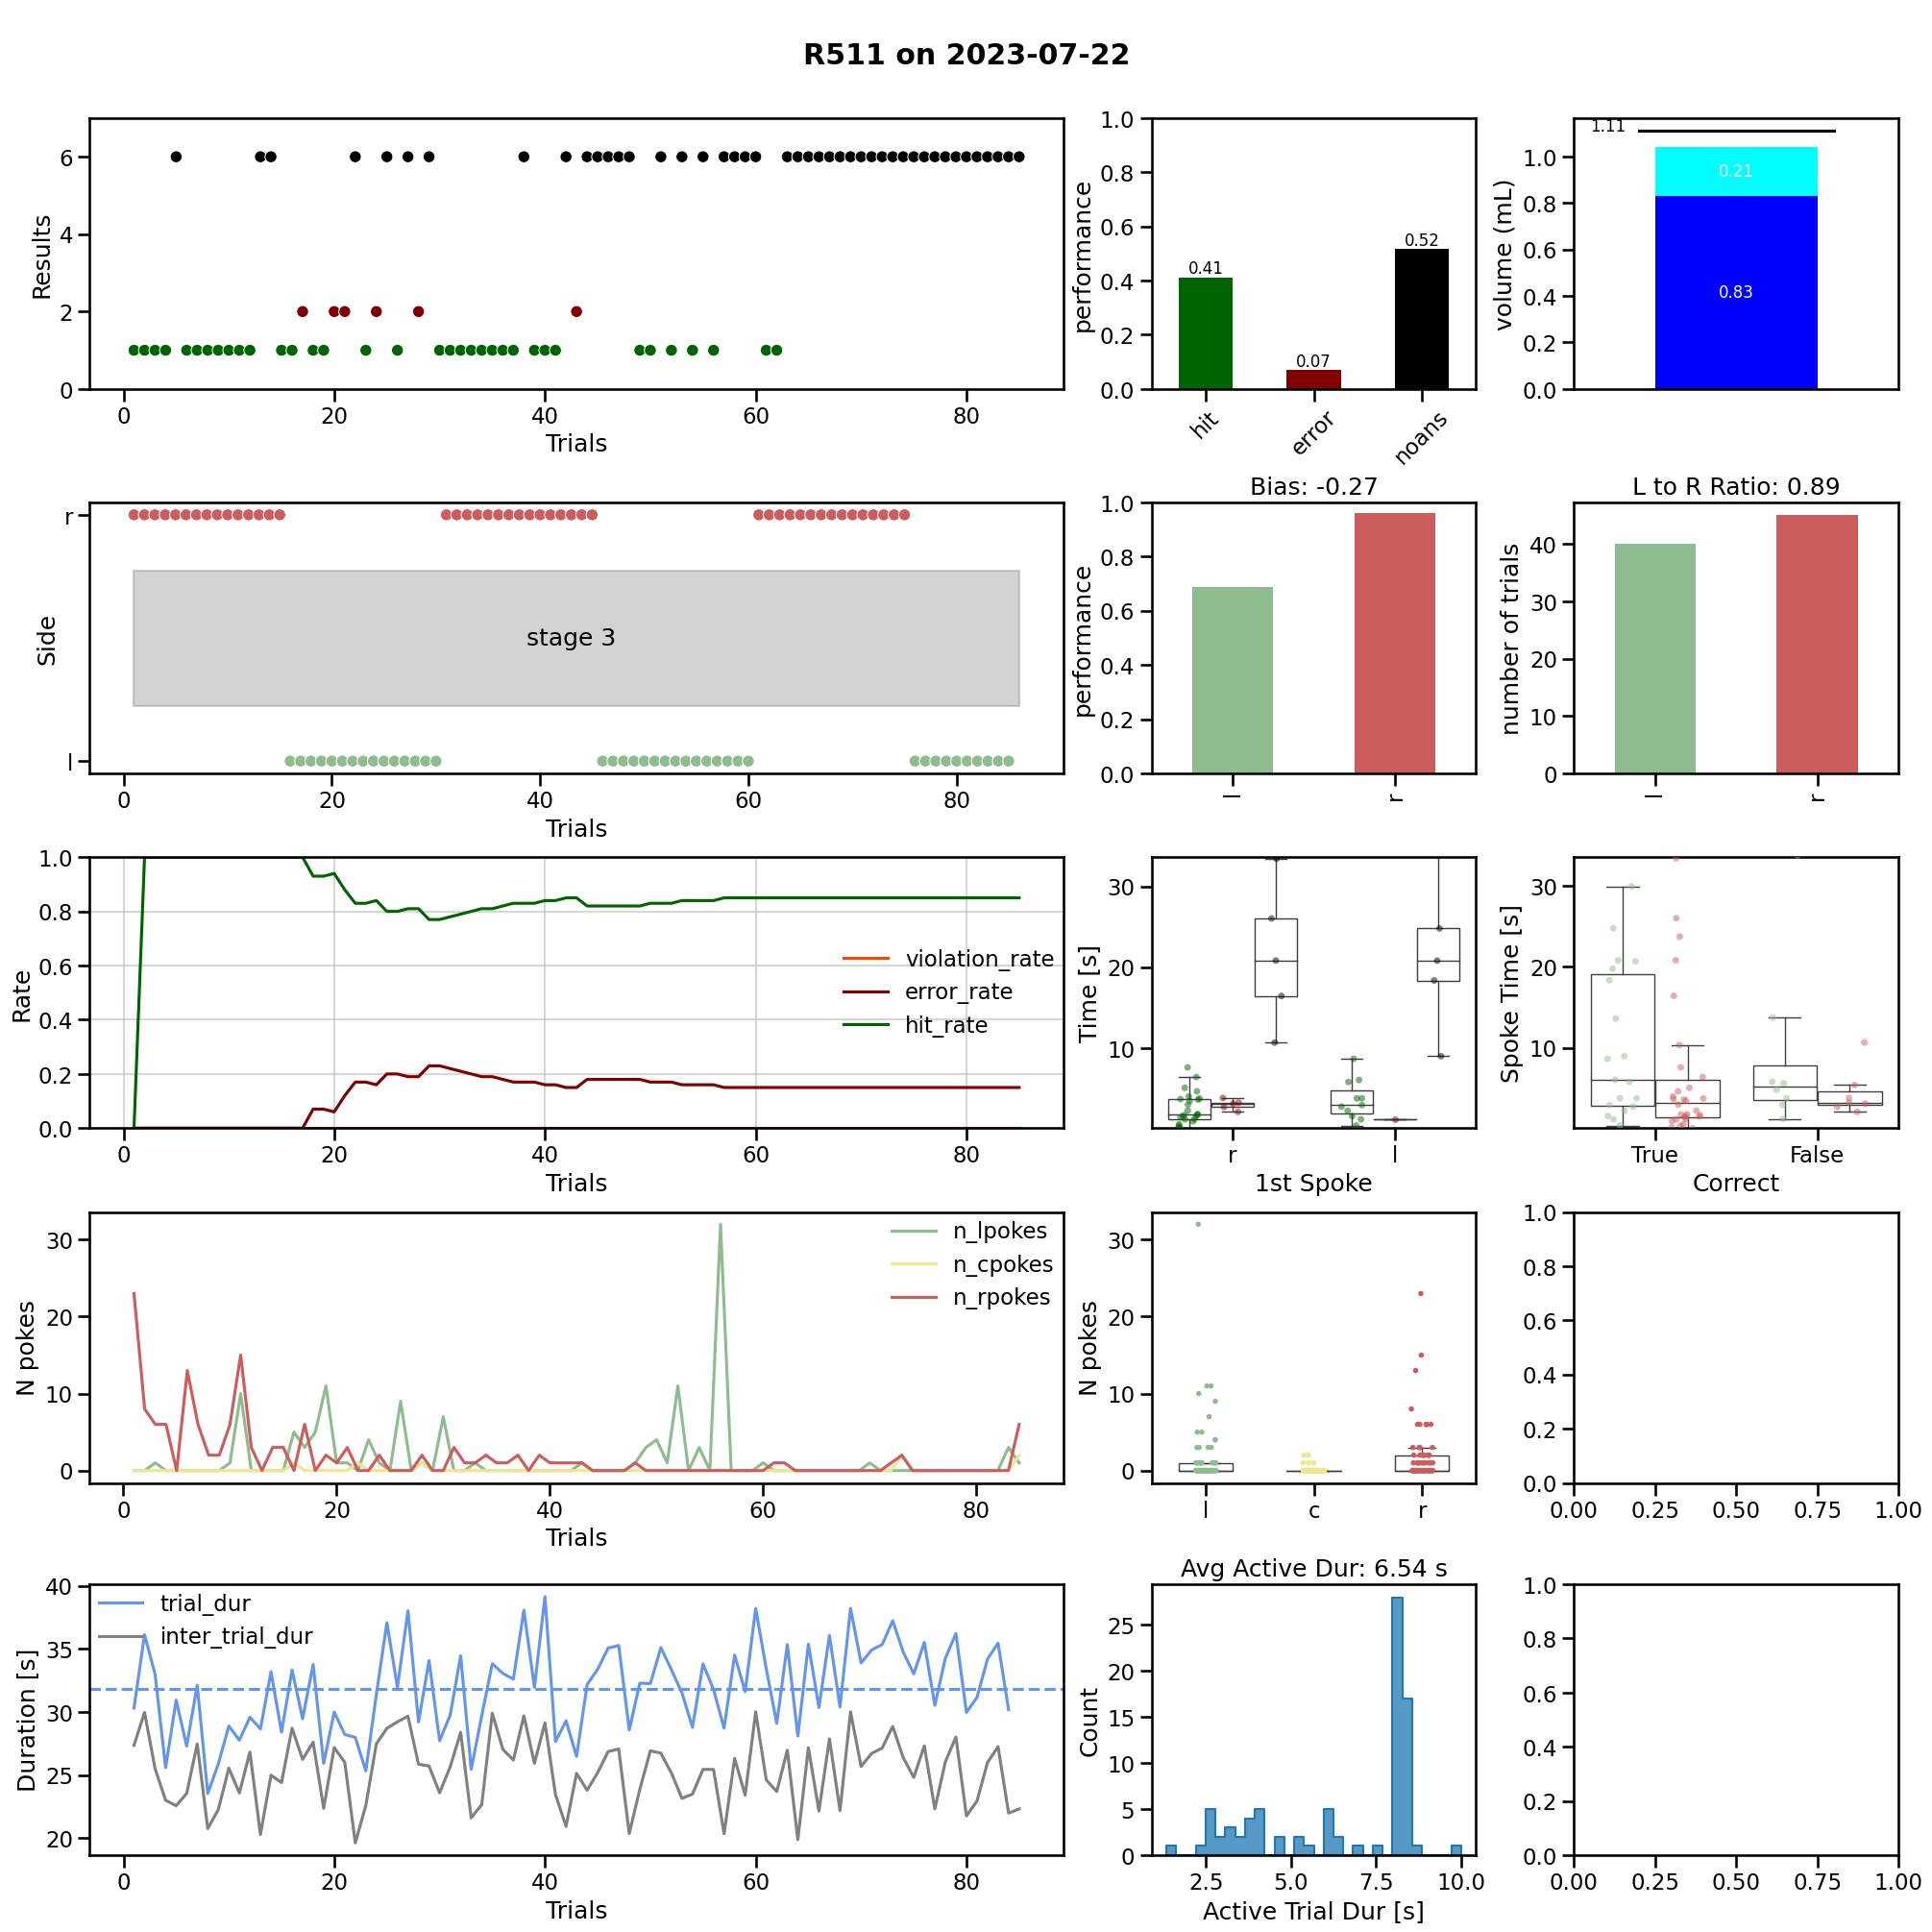 R511 on 2023-07-22
Results
6
4
2
0
0 20 40 60 80
Trials
performance
1.0
0.8
0.6
0.4
0.2
0.0
0.41
0.07
0.52
hit error noans
volume (mL)
1.0
0.8
0.6
0.4
0.2
0.0
1.11
0.21
0.83
Side
r
l
stage 3
0 20 40 60 80
Trials
Bias: -0.27
performance
1.0
0.8
0.6
0.4
0.2
0.0
l r
L to R Ratio: 0.89
number of trials
40
30
20
10
0
l r
Rate
1.0
0.8
0.6
0.4
0.2
0.0
violation_rate
error_rate
hit_rate
0 20 40 60 80
Trials
Time [s]
30
20
10
r l
1st Spoke
Spoke Time [s]
30
20
10
True False
Correct
N pokes
30
20
10
0
n_lpokes
n_cpokes
n_rpokes
0 20 40 60 80
Trials
N pokes
30
20
10
0
l c r
1.0
0.8
0.6
0.4
0.2
0.0
0.00 0.25 0.50 0.75 1.00
Duration [s]
40
35
30
25
20
trial_dur
inter_trial_dur
0 20 40 60 80
Trials
Avg Active Dur: 6.54 s
Count
25
20
15
10
5
0
2.5 5.0 7.5 10.0
Active Trial Dur [s]
1.0
0.8
0.6
0.4
0.2
0.0
0.00 0.25 0.50 0.75 1.00